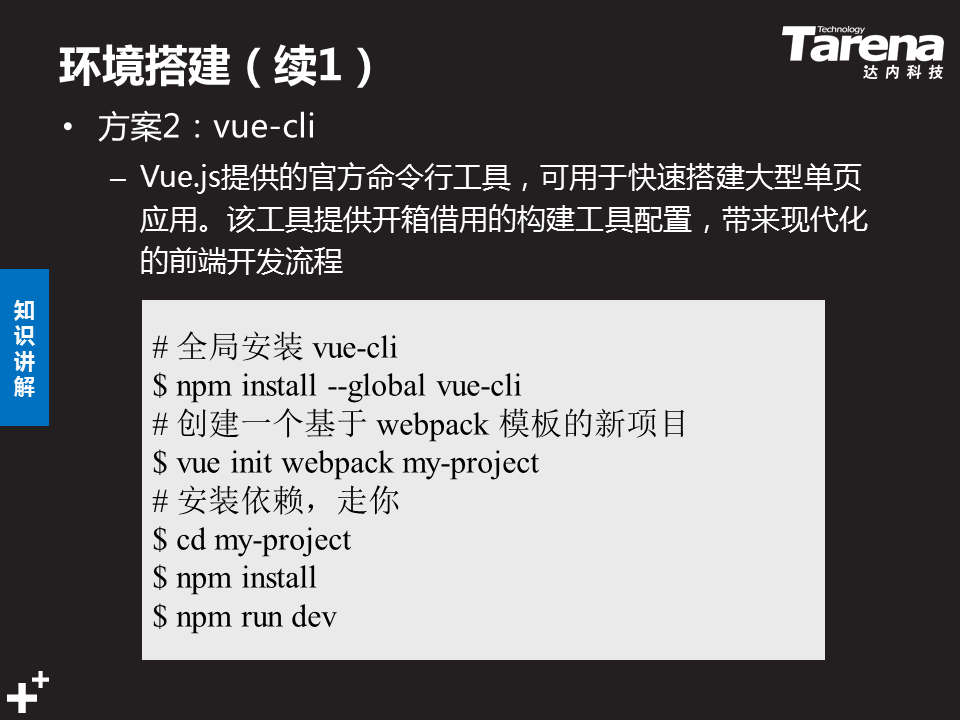 环境搭建（续1）
Technology
Tarena
达内科技
• 方案2：vue-cli
– Vue.js提供的官方命令行工具，可用于快速搭建大型单页
应用。该工具提供开箱借用的构建工具配置，带来现代化
的前端开发流程
知识讲解
# 全局安装 vue-cli
$ npm install --global vue-cli
# 创建一个基于 webpack 模板的新项目
$ vue init webpack my-project
# 安装依赖，走你
$ cd my-project
$ npm install
$ npm run dev